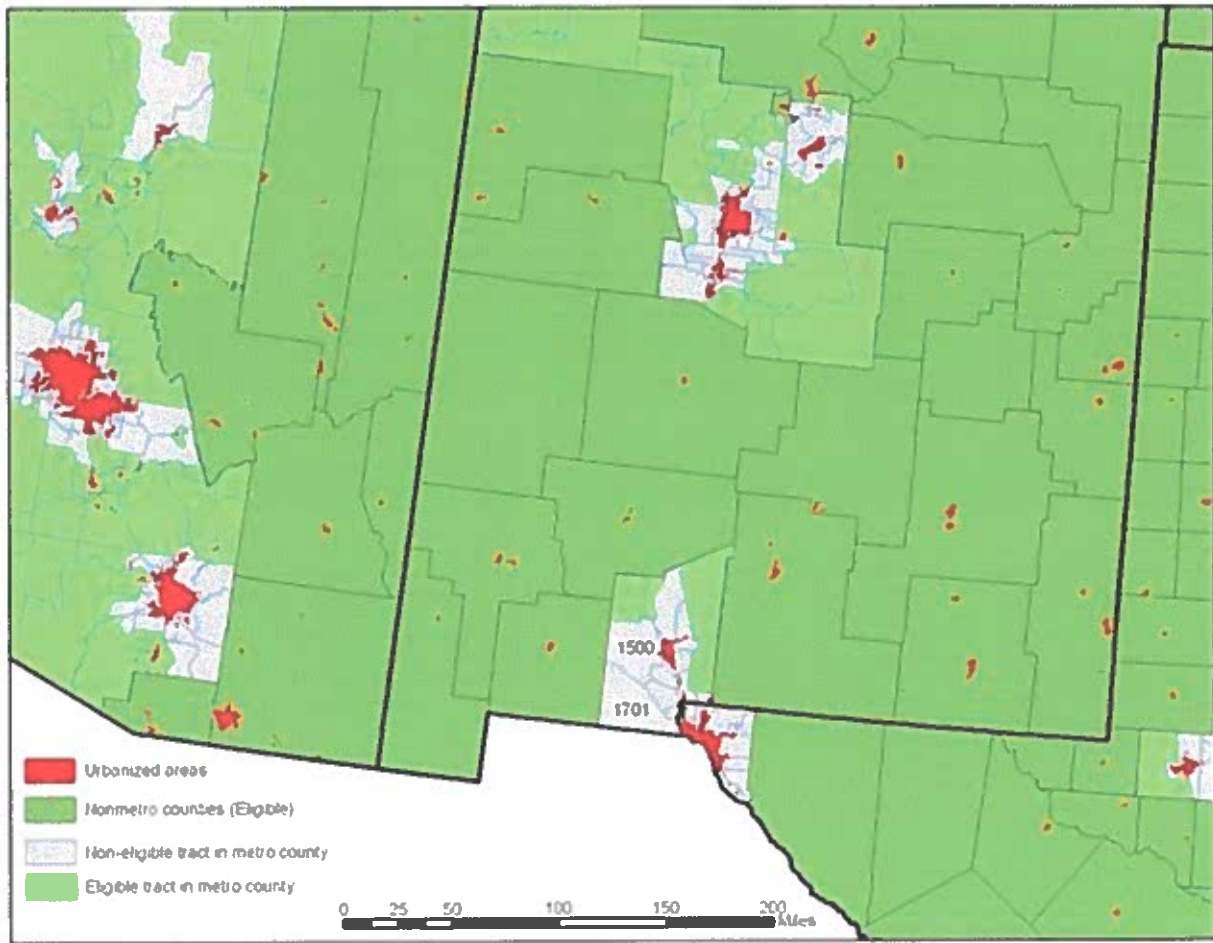 1500
1701
Urbanized areas
Nonmetro counties (Eligible)
Non-eligible tract in metro county
Eligible tract in metro county
0 25 50 100 150 200
Miles